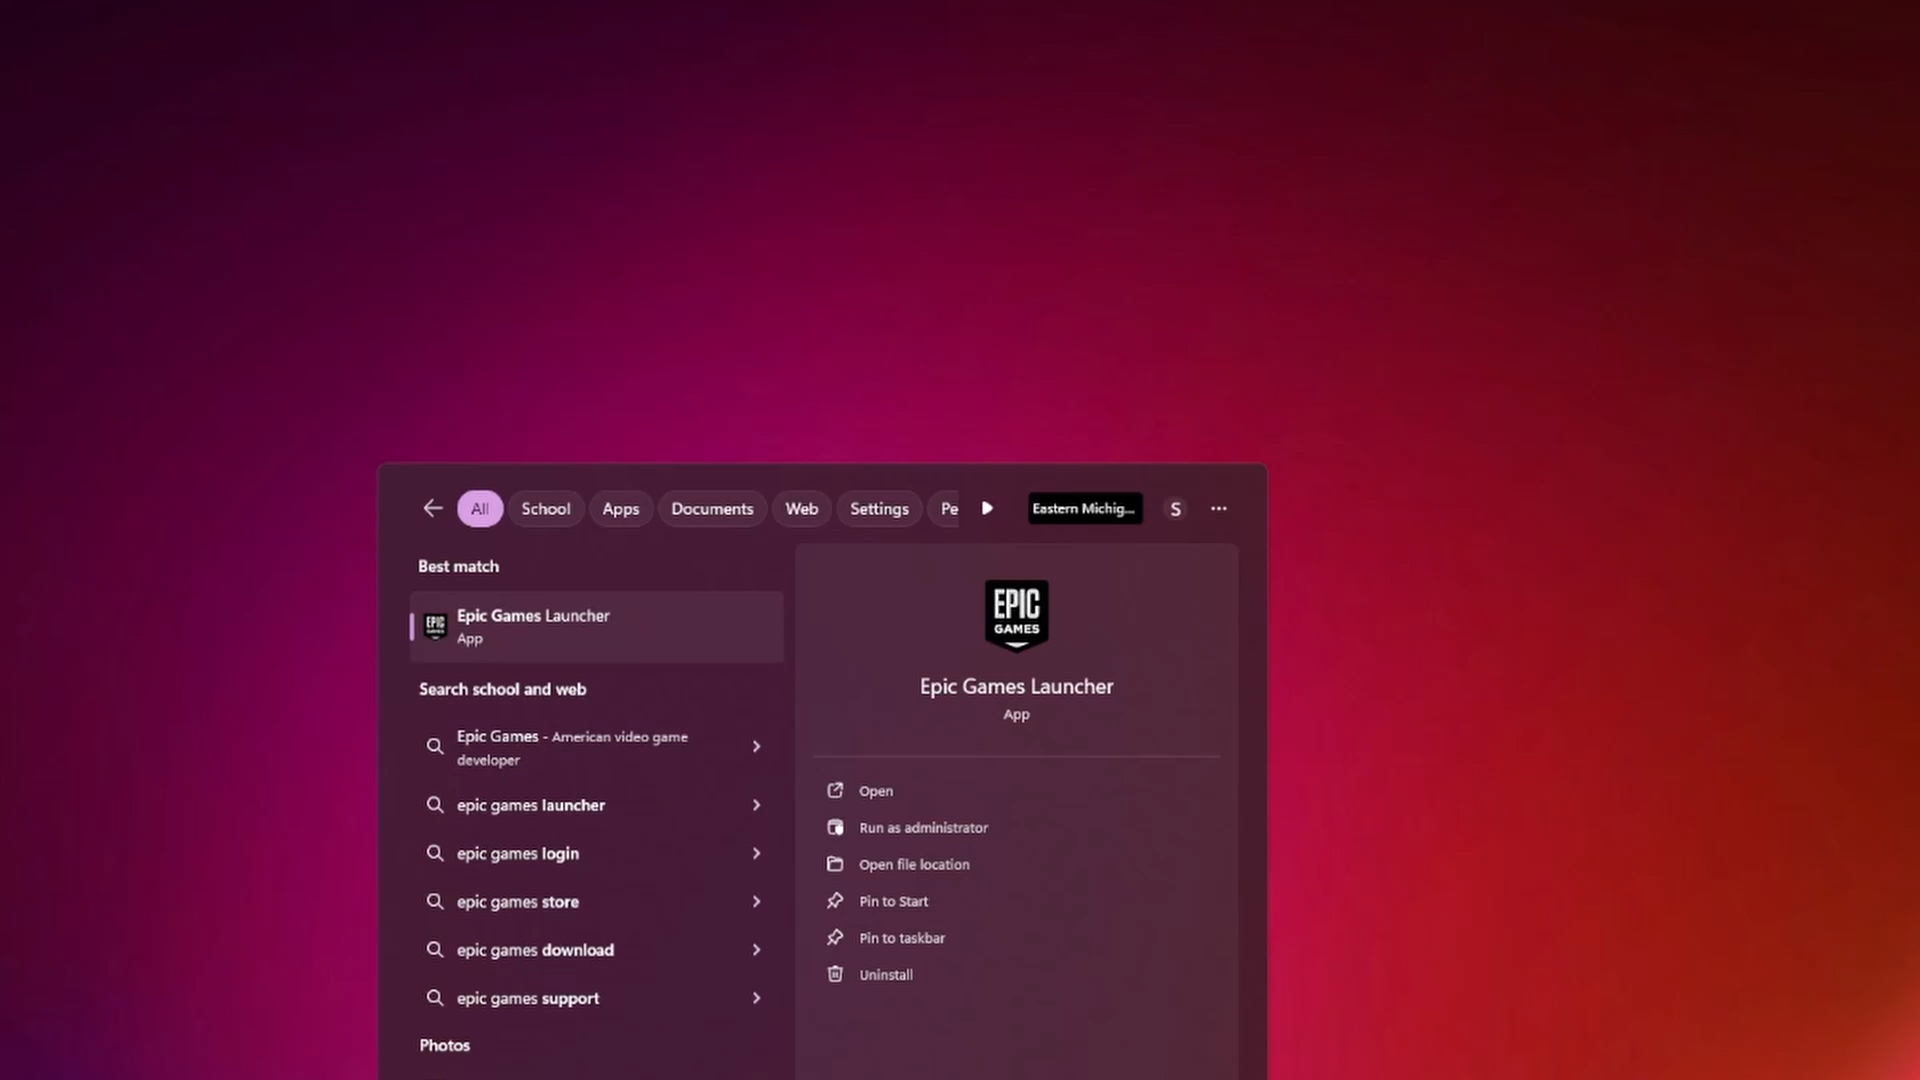 All School Apps Documents Web Settings Pe Eastern Michig... S
Best match
Epic Games Launcher
App
Search school and web
Epic Games - American video game
developer
epic games launcher
epic games login
epic games store
epic games download
epic games support
Photos
EPIC
GAMES
Epic Games Launcher
App
Open
Run as administrator
Open file location
Pin to Start
Pin to taskbar
Uninstall